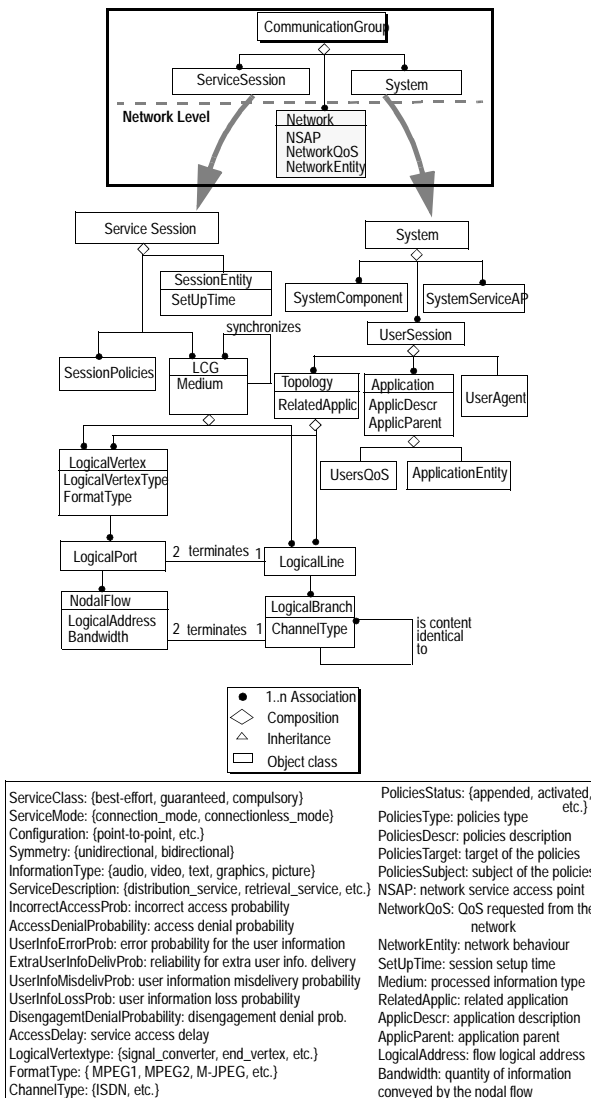 CommunicationGroup
ServiceSession
System
Network Level
Network
NSAP
NetworkQoS
NetworkEntity
Service Session
System
SessionEntity
SetUpTime
SystemComponent
SystemServiceAP
synchronizes
UserSession
SessionPolicies
LCG
Medium
Topology
RelatedApplic
Application
ApplicDescr
ApplicParent
UserAgent
LogicalVertex
LogicalVertexType
FormatType
UsersQoS
ApplicationEntity
LogicalPort
2 terminates 1
LogicalLine
NodalFlow
LogicalAddress
Bandwidth
2 terminates 1
LogicalBranch
ChannelType
is content
identical
to
1..n Association
Composition
Inheritance
Object class
ServiceClass: {best-effort, guaranteed, compulsory}
ServiceMode: {connection_mode, connectionless_mode}
Configuration: {point-to-point, etc.}
Symmetry: {unidirectional, bidirectional}
InformationType: {audio, video, text, graphics, picture}
ServiceDescription: {distribution_service, retrieval_service, etc.}
IncorrectAccessProb: incorrect access probability
AccessDenialProbability: access denial probability
UserInfoErrorProb: error probability for the user information
ExtraUserInfoDelivProb: reliability for extra user info. delivery
UserInfoMisdelivProb: user information misdelivery probability
UserInfoLossProb: user information loss probability
DisengagemtDenialProbability: disengagement denial prob.
AccessDelay: service access delay
LogicalVertextype: {signal_converter, end_vertex, etc.}
FormatType: { MPEG1, MPEG2, M-JPEG, etc.}
ChannelType: {ISDN, etc.}
PoliciesStatus: {appended, activated,
etc.}
PoliciesType: policies type
PoliciesDescr: policies description
PoliciesTarget: target of the policies
PoliciesSubject: subject of the policies
NSAP: network service access point
NetworkQoS: QoS requested from the
network
NetworkEntity: network behaviour
SetUpTime: session setup time
Medium: processed information type
RelatedApplic: related application
ApplicDescr: application description
ApplicParent: application parent
LogicalAddress: flow logical address
Bandwidth: quantity of information
conveyed by the nodal flow